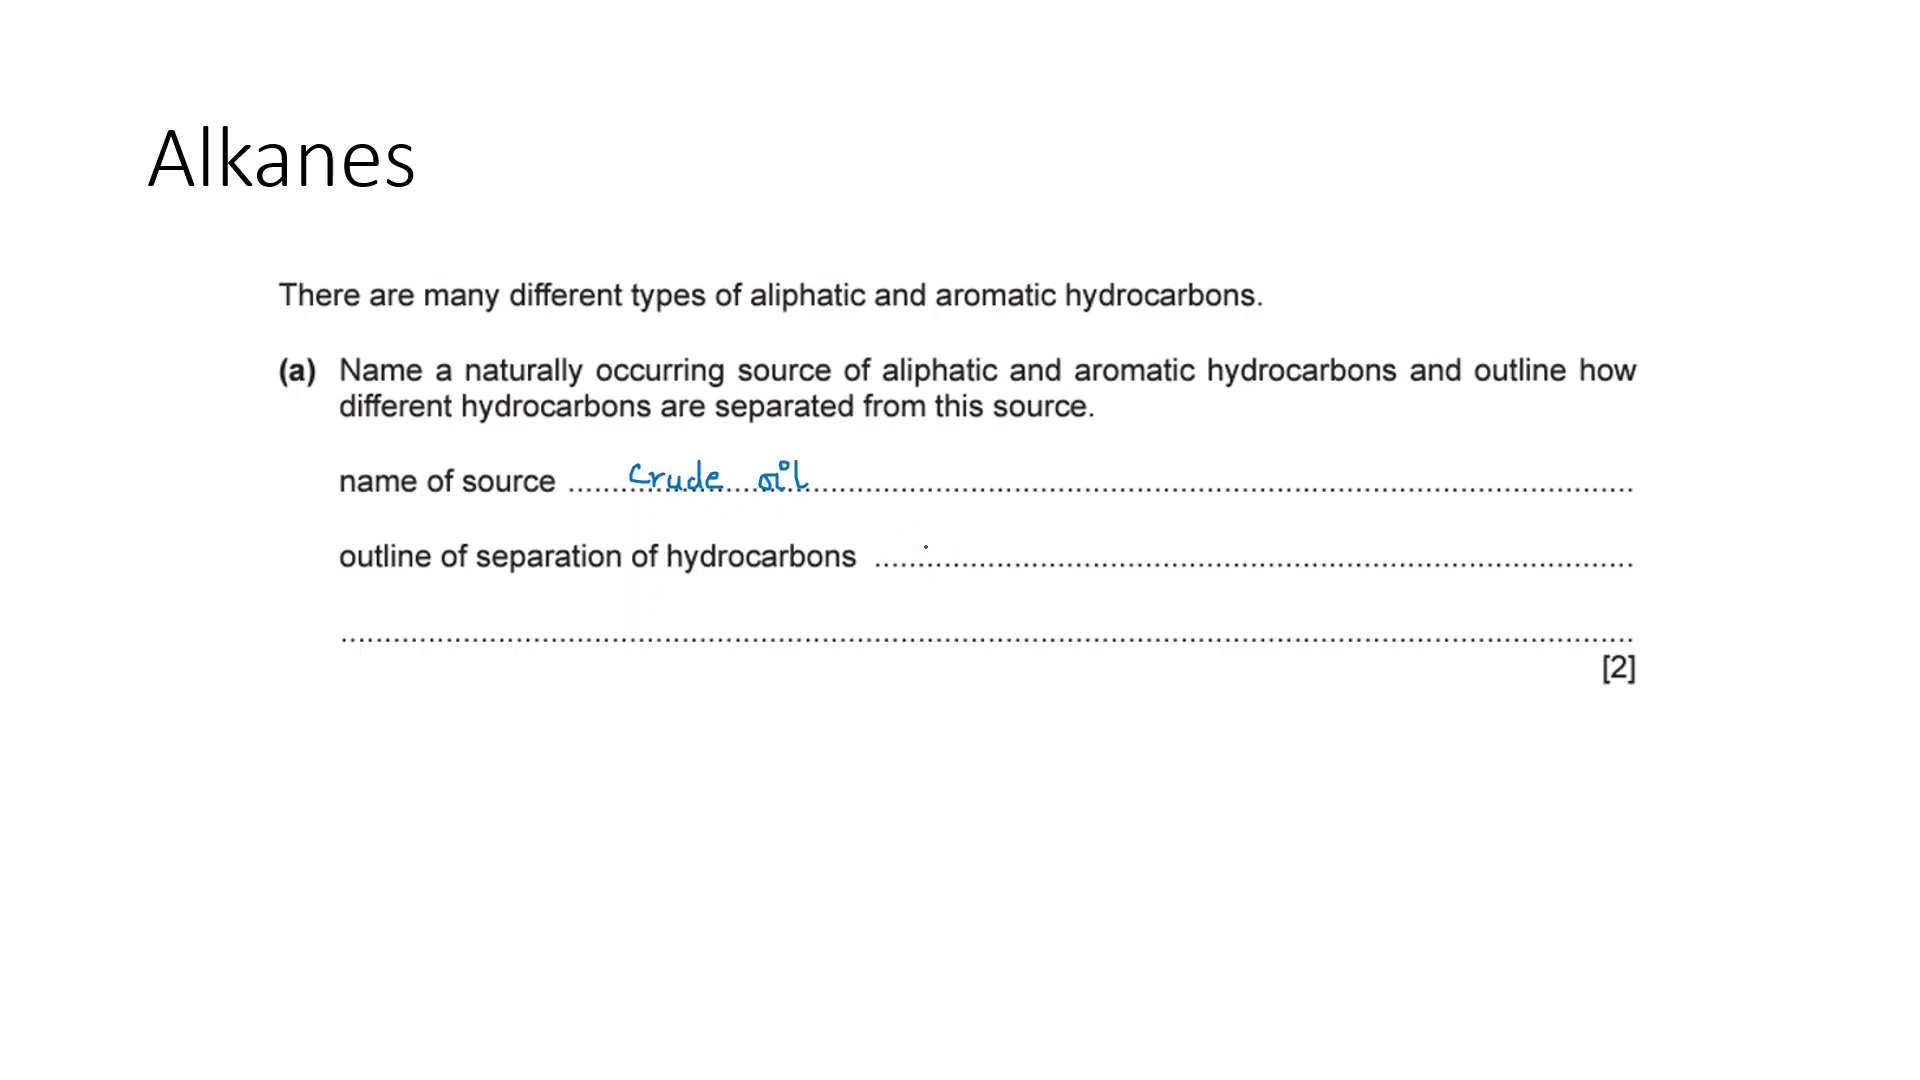 Alkanes
There are many different types of aliphatic and aromatic hydrocarbons.
(a) Name a naturally occurring source of aliphatic and aromatic hydrocarbons and outline how
different hydrocarbons are separated from this source.
name of source ........ crude oil ........................................................................
outline of separation of hydrocarbons ........................................................................
................................................................................................................
[2]